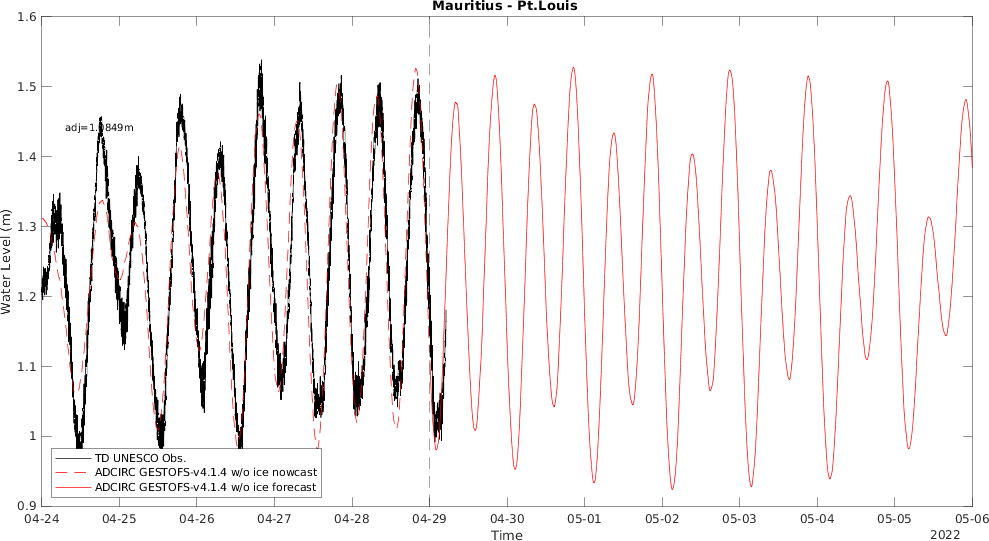 Mauritius - Pt.Louis
1.6
1.5
1.4
1.3
1.2
1.1
1
0.9
Water Level (m)
adj=1.0849m
TD UNESCO Obs.
ADCIRC GESTOFS-v4.1.4 w/o ice nowcast
ADCIRC GESTOFS-v4.1.4 w/o ice forecast
04-24 04-25 04-26 04-27 04-28 04-29 04-30 05-01 05-02 05-03 05-04 05-05 05-06
Time
2022